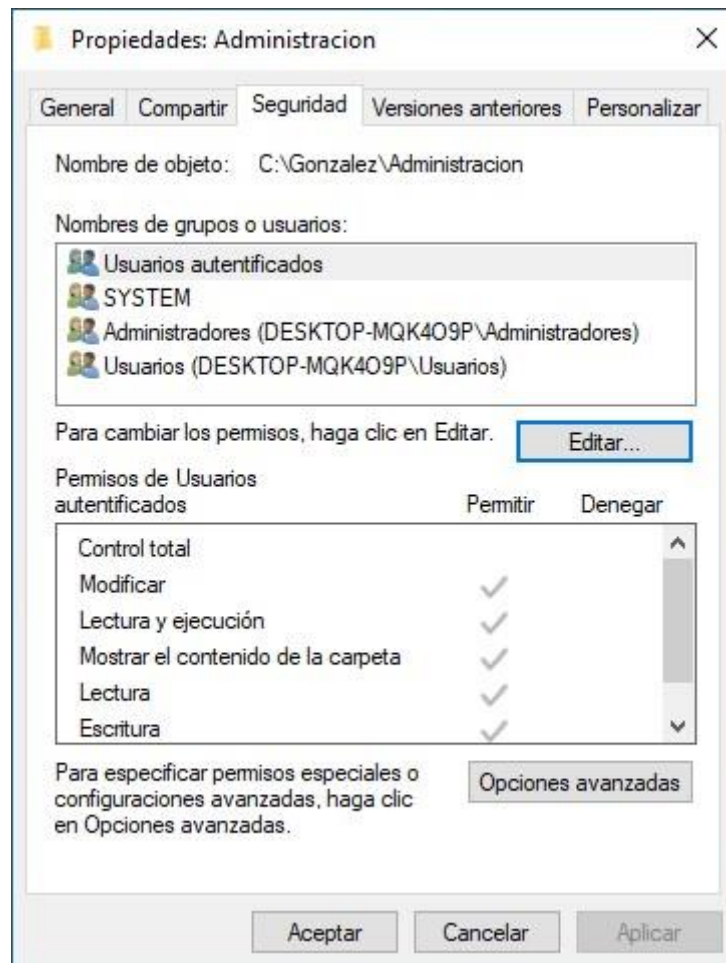 Propiedades: Administracion
General Compartir Seguridad Versiones anteriores Personalizar
Nombre de objeto: C:\Gonzalez\Administracion
Nombres de grupos o usuarios:
Usuarios autentificados
SYSTEM
Administradores (DESKTOP-MQK4O9P\Administradores)
Usuarios (DESKTOP-MQK4O9P\Usuarios)
Para cambiar los permisos, haga clic en Editar. Editar...
Permisos de Usuarios
autentificados Permitir Denegar
Control total
Modificar
Lectura y ejecución
Mostrar el contenido de la carpeta
Lectura
Escritura
Para especificar permisos especiales o
configuraciones avanzadas, haga clic
en Opciones avanzadas.
Opciones avanzadas
Aceptar Cancelar Aplicar